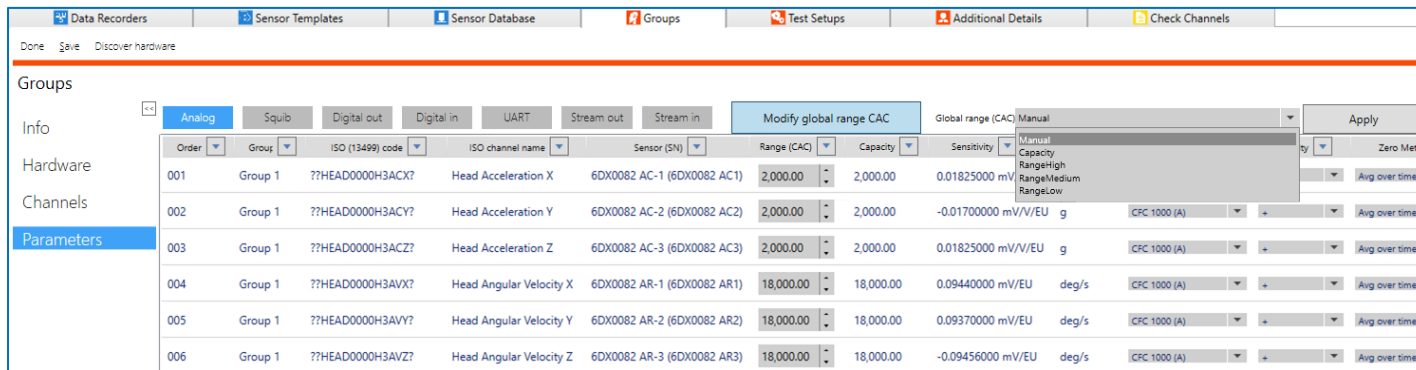 Data Recorders Sensor Templates Sensor Database Groups Test Setups Additional Details Check Channels
Done Save Discover hardware
Groups
<<
Info
Hardware
Channels
Parameters
Analog Squib Digital out Digital in UART Stream out Stream in Modify global range CAC Global range (CAC) Manual Apply
Manual
Capacity
RangeHigh
RangeMedium
RangeLow
Order Group ISO (13499) code ISO channel name Sensor (SN) Range (CAC) Capacity Sensitivity ty Zero Met
001 Group 1 ??HEAD0000H3ACX? Head Acceleration X 6DX0082 AC-1 (6DX0082 AC1) 2,000.00 2,000.00 0.01825000 mV Avg over time
002 Group 1 ??HEAD0000H3ACY? Head Acceleration Y 6DX0082 AC-2 (6DX0082 AC2) 2,000.00 2,000.00 -0.01700000 mV/V/EU g CFC 1000 (A) + Avg over time
003 Group 1 ??HEAD0000H3ACZ? Head Acceleration Z 6DX0082 AC-3 (6DX0082 AC3) 2,000.00 2,000.00 0.01825000 mV/V/EU g CFC 1000 (A) + Avg over time
004 Group 1 ??HEAD0000H3AVX? Head Angular Velocity X 6DX0082 AR-1 (6DX0082 AR1) 18,000.00 18,000.00 0.09440000 mV/EU deg/s CFC 1000 (A) + Avg over time
005 Group 1 ??HEAD0000H3AVY? Head Angular Velocity Y 6DX0082 AR-2 (6DX0082 AR2) 18,000.00 18,000.00 0.09370000 mV/EU deg/s CFC 1000 (A) + Avg over time
006 Group 1 ??HEAD0000H3AVZ? Head Angular Velocity Z 6DX0082 AR-3 (6DX0082 AR3) 18,000.00 18,000.00 -0.09456000 mV/EU deg/s CFC 1000 (A) + Avg over time